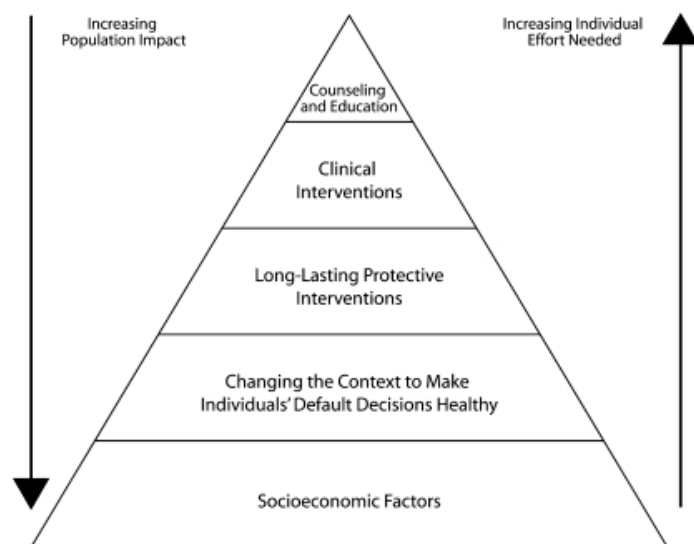 Increasing
Population Impact
Increasing Individual
Effort Needed
Counseling
and Education
Clinical
Interventions
Long-Lasting Protective
Interventions
Changing the Context to Make
Individuals’ Default Decisions Healthy
Socioeconomic Factors